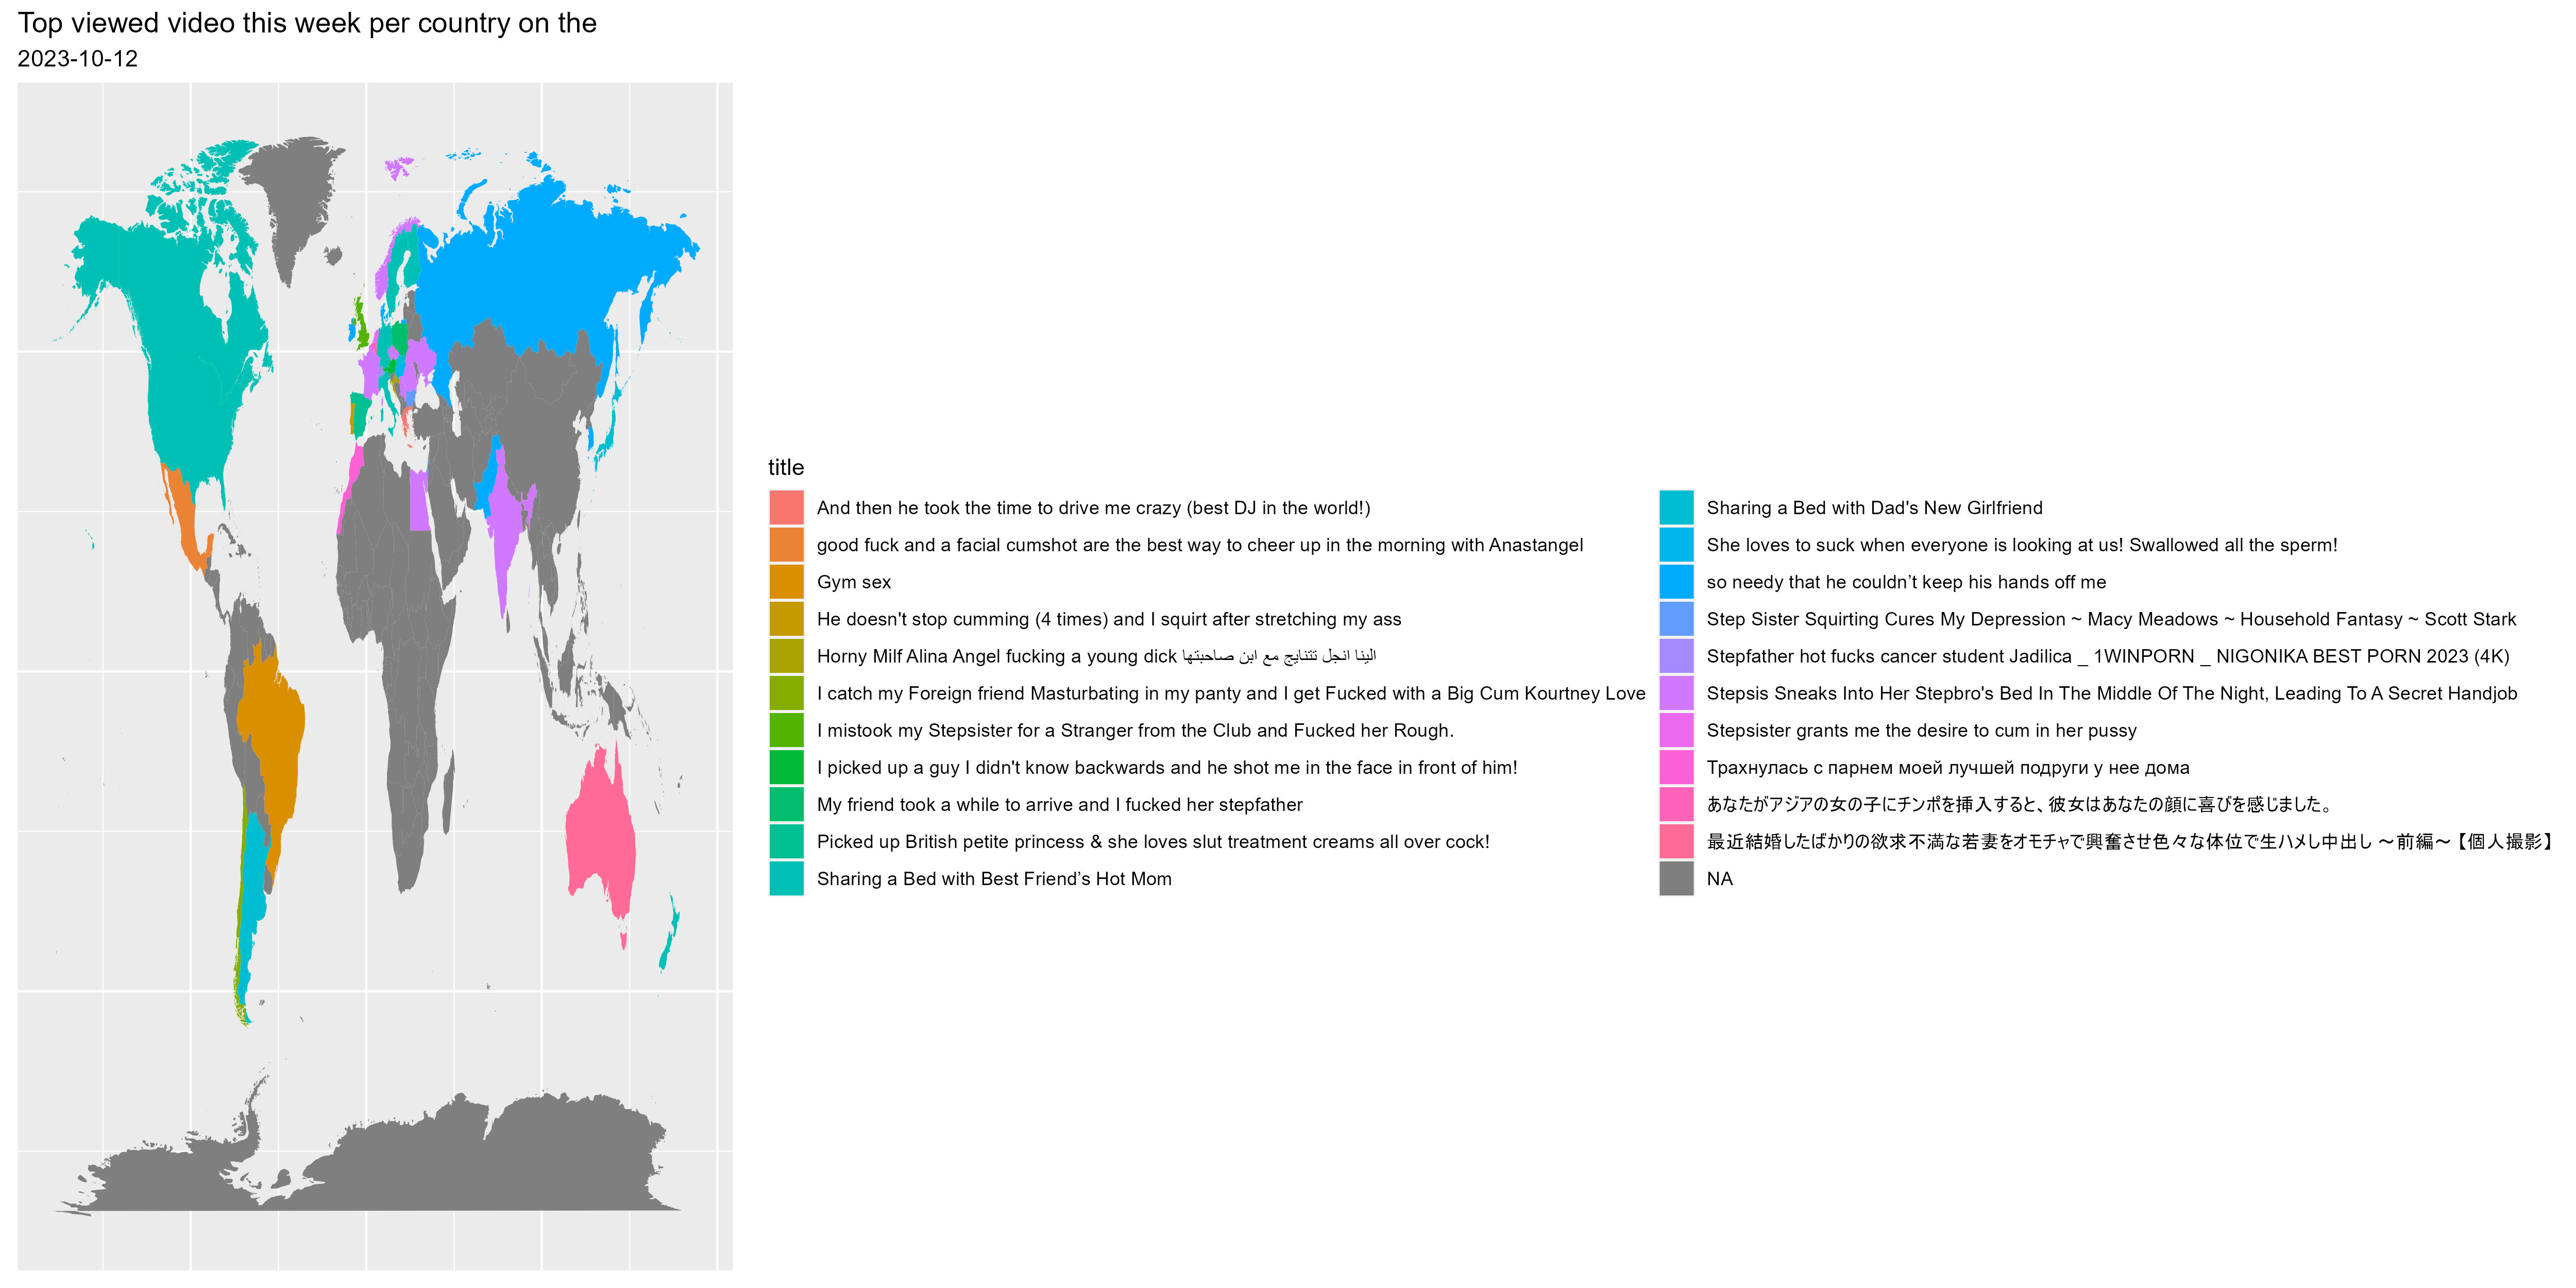 Top viewed video this week per country on the
2023-10-12
title
And then he took the time to drive me crazy (best DJ in the world!)
good fuck and a facial cumshot are the best way to cheer up in the morning with Anastangel
Gym sex
He doesn't stop cumming (4 times) and I squirt after stretching my ass
Horny Milf Alina Angel fucking a young dick الينا انجل تتنايج مع ابن صاحبتها
I catch my Foreign friend Masturbating in my panty and I get Fucked with a Big Cum Kourtney Love
I mistook my Stepsister for a Stranger from the Club and Fucked her Rough.
I picked up a guy I didn't know backwards and he shot me in the face in front of him!
My friend took a while to arrive and I fucked her stepfather
Picked up British petite princess & she loves slut treatment creams all over cock!
Sharing a Bed with Best Friend’s Hot Mom
Sharing a Bed with Dad's New Girlfriend
She loves to suck when everyone is looking at us! Swallowed all the sperm!
so needy that he couldn’t keep his hands off me
Step Sister Squirting Cures My Depression ~ Macy Meadows ~ Household Fantasy ~ Scott Stark
Stepfather hot fucks cancer student Jadilica _ 1WINPORN _ NIGONIKA BEST PORN 2023 (4K)
Stepsis Sneaks Into Her Stepbro's Bed In The Middle Of The Night, Leading To A Secret Handjob
Stepsister grants me the desire to cum in her pussy
Трахнулась с парнем моей лучшей подруги у нее дома
あなたがアジアの女の子にチンポを挿入すると、彼女はあなたの顔に喜びを感じました。
最近結婚したばかりの欲求不満な若妻をオモチャで興奮させ色々な体位で生ハメし中出し ～前編～【個人撮影】
NA